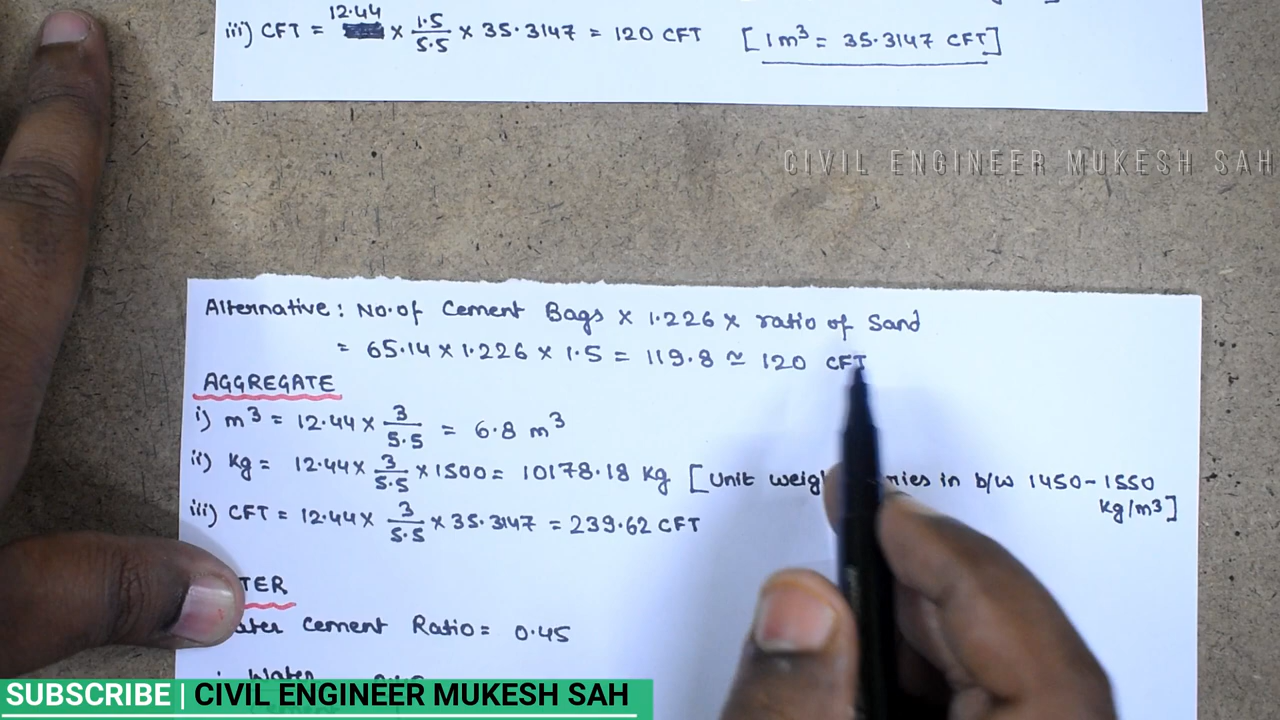 iii) CFT = 12.44 × 1.5/5.5 × 35.3147 = 120 CFT [1m³ = 35.3147 CFT]
CIVIL ENGINEER MUKESH SAH
Alternative: No.of Cement Bags × 1.226 × ratio of Sand
= 65.14 × 1.226 × 1.5 = 119.8 ≃ 120 CFT
AGGREGATE
i) m³ = 12.44 × 3/5.5 = 6.8 m³
ii) Kg = 12.44 × 3/5.5 × 1500 = 10178.18 Kg [Unit in b/w 1450-1550
Kg/m³]
iii) CFT = 12.44 × 3/5.5 × 35.3147 = 239.62 CFT
Cement Ratio = 0.45
Water
SUBSCRIBE | CIVIL ENGINEER MUKESH SAH